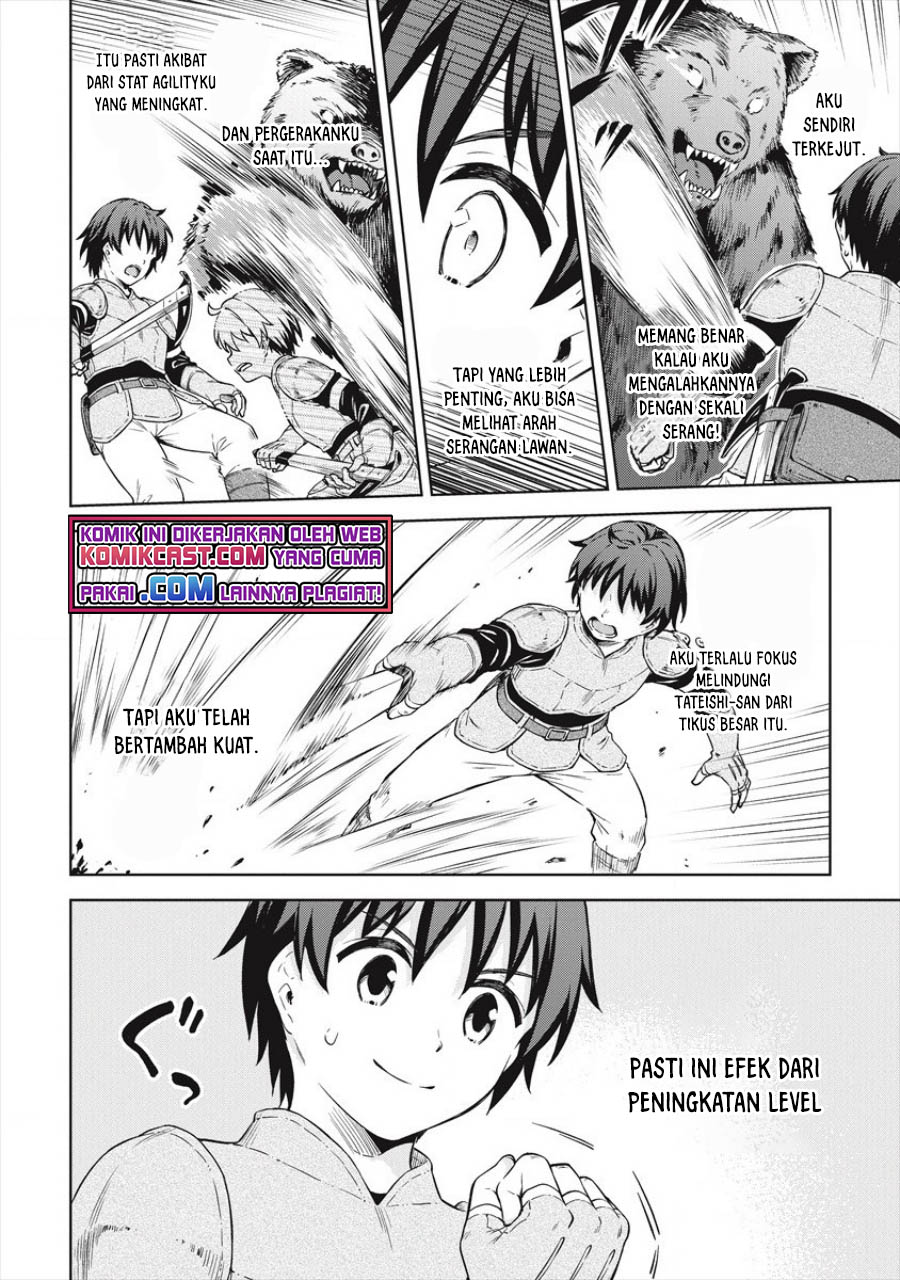 AKU
SENDIRI
TERKEJUT.
MEMANG BENAR
KALAU AKU
MENGALAHKANNYA
DENGAN SEKALI
SERANG!
TAPI YANG LEBIH
PENTING, AKU BISA
MELIHAT ARAH
SERANGAN LAWAN.
DAN PERGERAKANKU
SAAT ITU...
ITU PASTI AKIBAT
DARI STAT AGILITYKU
YANG MENINGKAT.
KOMIK INI DIKERJAKAN OLEH WEB
KOMIKCAST.COM YANG CUMA
PAKAI .COM LAINNYA PLAGIAT!
AKU TERLALU FOKUS
MELINDUNGI
TATEISHI-SAN DARI
TIKUS BESAR ITU.
TAPI AKU TELAH
BERTAMBAH KUAT.
PASTI INI EFEK DARI
PENINGKATAN LEVEL
ぐっ